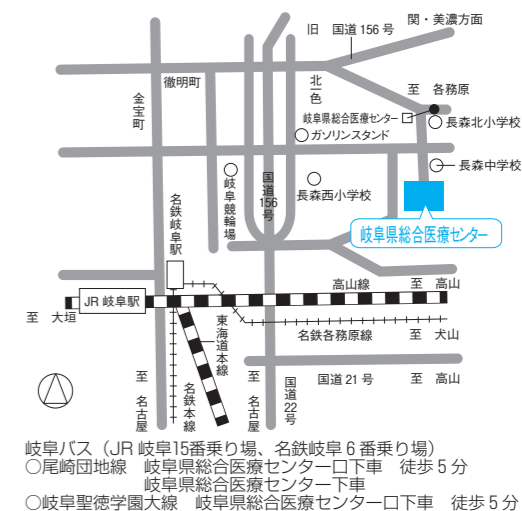 関・美濃方面
旧 国道156号
徹明町
北一色
至 各務原
金宝町
岐阜県総合医療センター
長森北小学校
ガソリンスタンド
長森中学校
岐阜競輪場
国道156号
長森西小学校
名鉄岐阜駅
岐阜県総合医療センター
高山線 至 高山
JR岐阜駅
至 大垣
東海道本線
名鉄各務原線 至 犬山
至 名古屋
名鉄本線
至 名古屋
国道22号
国道21号 至 高山
岐阜バス（JR岐阜15番乗り場、名鉄岐阜6番乗り場）
○尾崎団地線 岐阜県総合医療センター口下車 徒歩5分
岐阜県総合医療センター下車
○岐阜聖徳学園大線 岐阜県総合医療センター口下車 徒歩5分